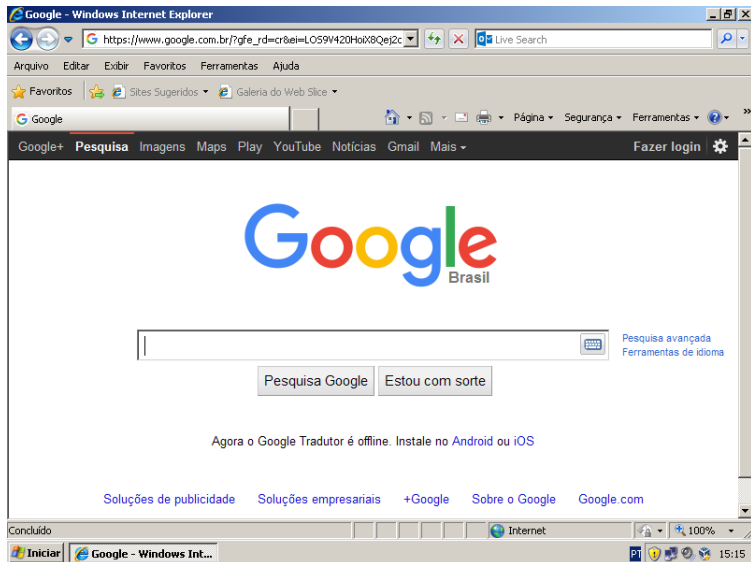 Google - Windows Internet Explorer
https://www.google.com.br/?gfe_rd=cr&ei=LOS9V420HoiX8Qej2c
Live Search
Arquivo Editar Exibir Favoritos Ferramentas Ajuda
Favoritos Sites Sugeridos Galeria do Web Slice
Google
Página Segurança Ferramentas
Google+ Pesquisa Imagens Maps Play YouTube Notícias Gmail Mais Fazer login
Google
Brasil
Pesquisa avançada
Ferramentas de idioma
Pesquisa Google Estou com sorte
Agora o Google Tradutor é offline. Instale no Android ou iOS
Soluções de publicidade Soluções empresariais +Google Sobre o Google Google.com
Concluído Internet 100%
Iniciar Google - Windows Int... PT 15:15